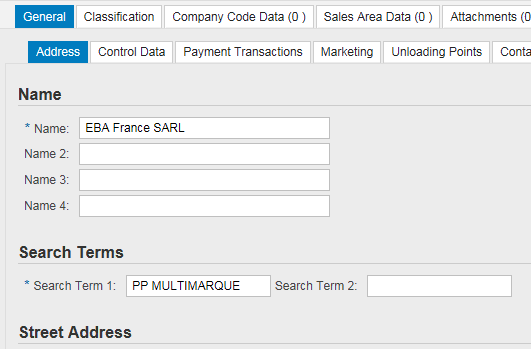 General Classification Company Code Data (0 ) Sales Area Data (0 ) Attachments (0
Address Control Data Payment Transactions Marketing Unloading Points Conta
Name
* Name: EBA France SARL
Name 2:
Name 3:
Name 4:
Search Terms
* Search Term 1: PP MULTIMARQUE Search Term 2:
Street Address